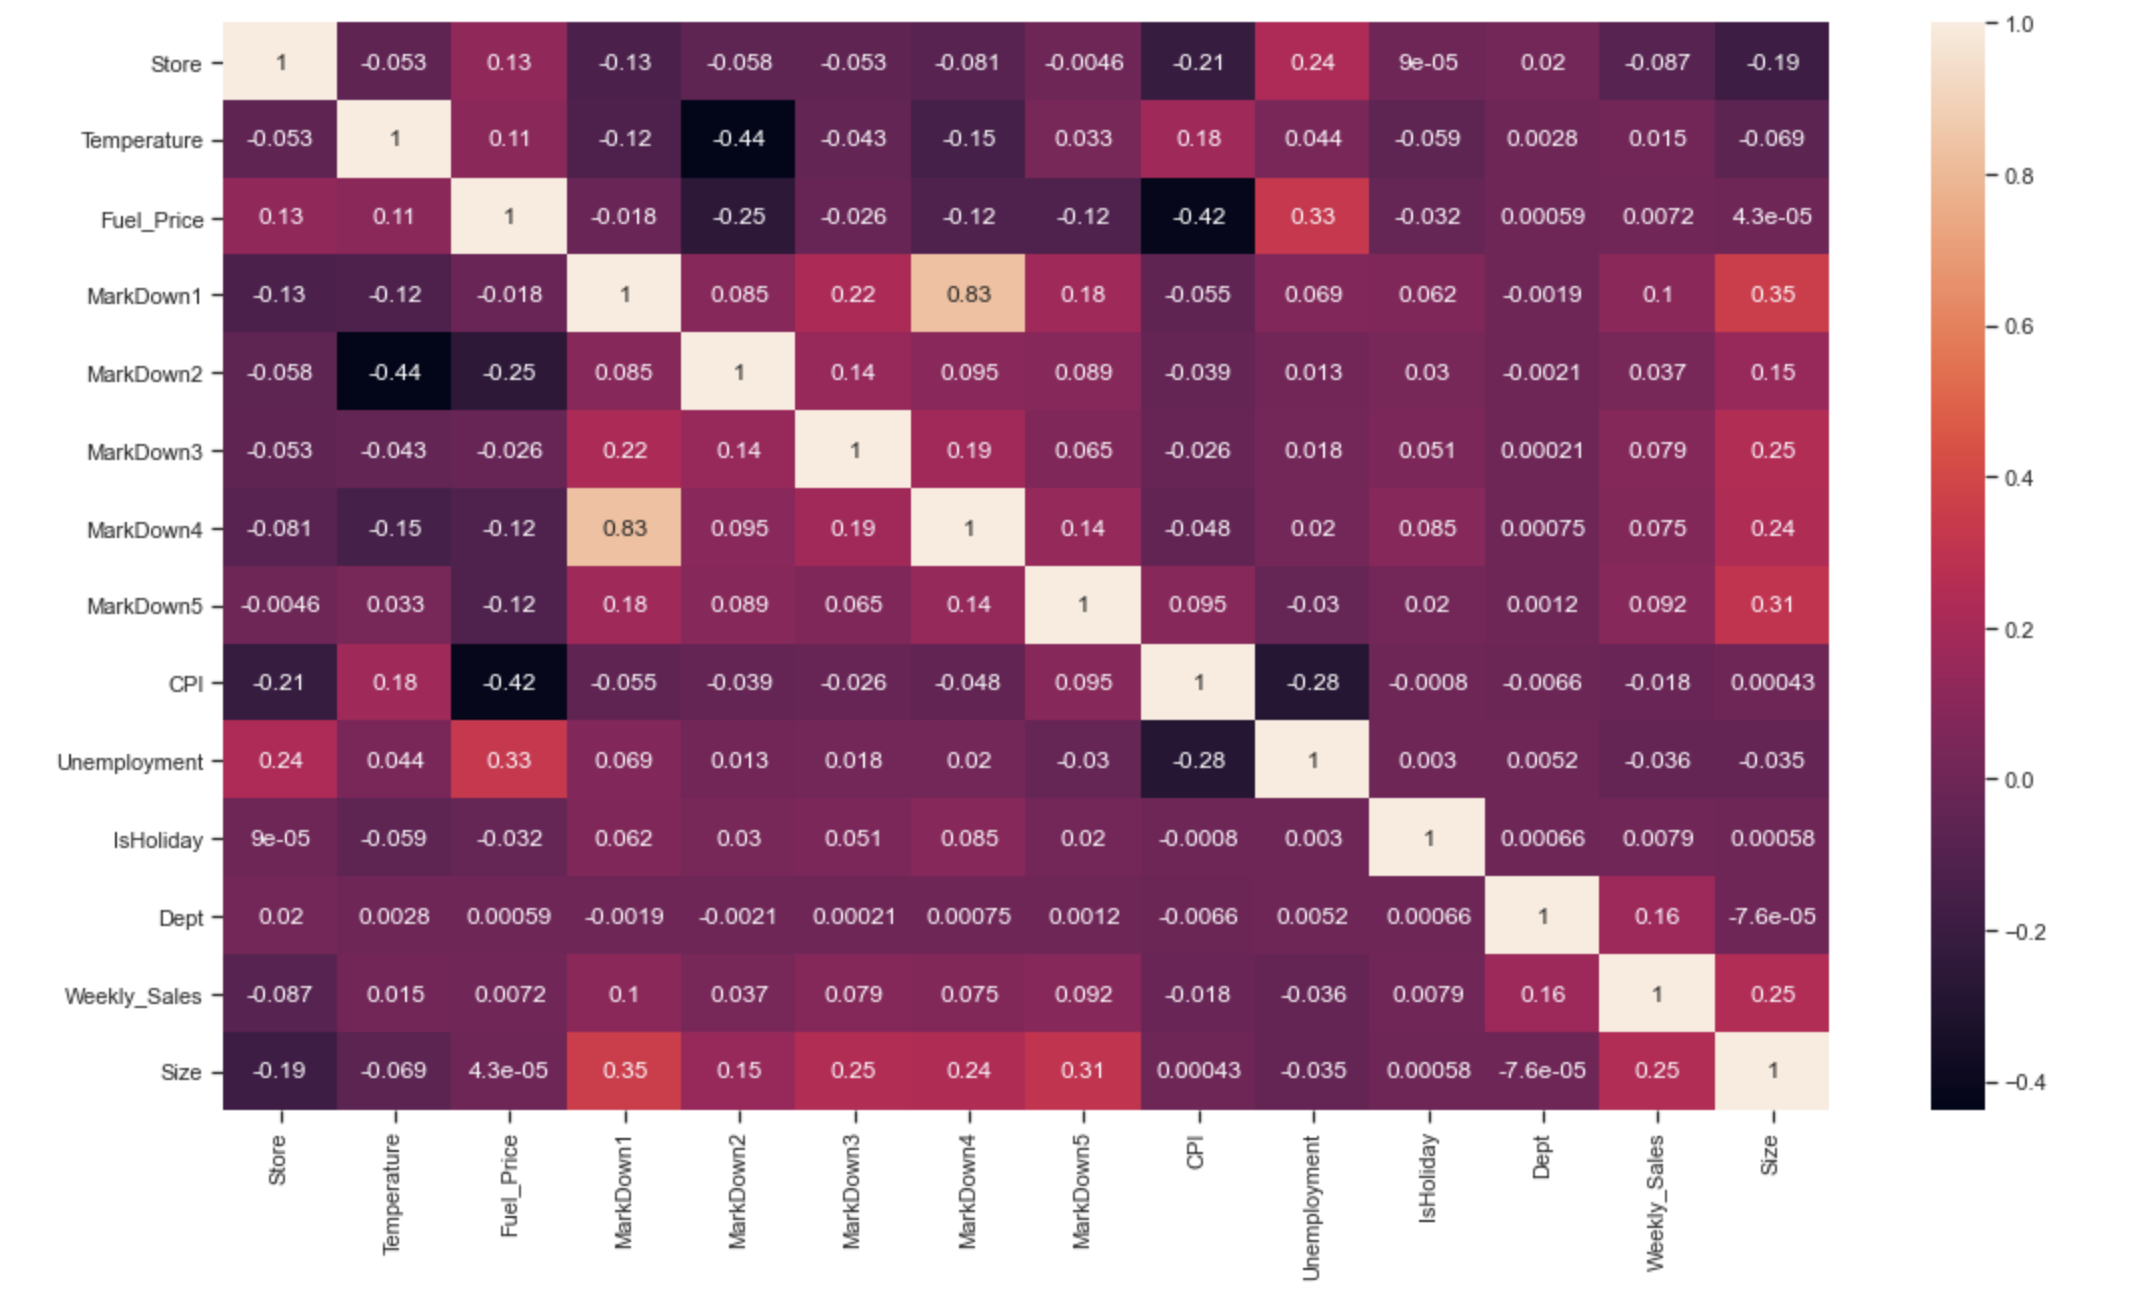 Store 1 -0.053 0.13 -0.13 -0.058 -0.053 -0.081 -0.0046 -0.21 0.24 9e-05 0.02 -0.087 -0.19
Temperature -0.053 1 0.11 -0.12 -0.44 -0.043 -0.15 0.033 0.18 0.044 -0.059 0.0028 0.015 -0.069
Fuel_Price 0.13 0.11 1 -0.018 -0.25 -0.026 -0.12 -0.12 -0.42 0.33 -0.032 0.00059 0.0072 4.3e-05
MarkDown1 -0.13 -0.12 -0.018 1 0.085 0.22 0.83 0.18 -0.055 0.069 0.062 -0.0019 0.1 0.35
MarkDown2 -0.058 -0.44 -0.25 0.085 1 0.14 0.095 0.089 -0.039 0.013 0.03 -0.0021 0.037 0.15
MarkDown3 -0.053 -0.043 -0.026 0.22 0.14 1 0.19 0.065 -0.026 0.018 0.051 0.00021 0.079 0.25
MarkDown4 -0.081 -0.15 -0.12 0.83 0.095 0.19 1 0.14 -0.048 0.02 0.085 0.00075 0.075 0.24
MarkDown5 -0.0046 0.033 -0.12 0.18 0.089 0.065 0.14 1 0.095 -0.03 0.02 0.0012 0.092 0.31
CPI -0.21 0.18 -0.42 -0.055 -0.039 -0.026 -0.048 0.095 1 -0.28 -0.0008 -0.0066 -0.018 0.00043
Unemployment 0.24 0.044 0.33 0.069 0.013 0.018 0.02 -0.03 -0.28 1 0.003 0.0052 -0.036 -0.035
IsHoliday 9e-05 -0.059 -0.032 0.062 0.03 0.051 0.085 0.02 -0.0008 0.003 1 0.00066 0.0079 0.00058
Dept 0.02 0.0028 0.00059 -0.0019 -0.0021 0.00021 0.00075 0.0012 -0.0066 0.0052 0.00066 1 0.16 -7.6e-05
Weekly_Sales -0.087 0.015 0.0072 0.1 0.037 0.079 0.075 0.092 -0.018 -0.036 0.0079 0.16 1 0.25
Size -0.19 -0.069 4.3e-05 0.35 0.15 0.25 0.24 0.31 0.00043 -0.035 0.00058 -7.6e-05 0.25 1
Store Temperature Fuel_Price MarkDown1 MarkDown2 MarkDown3 MarkDown4 MarkDown5 CPI Unemployment IsHoliday Dept Weekly_Sales Size
1.0
0.8
0.6
0.4
0.2
0.0
−0.2
−0.4